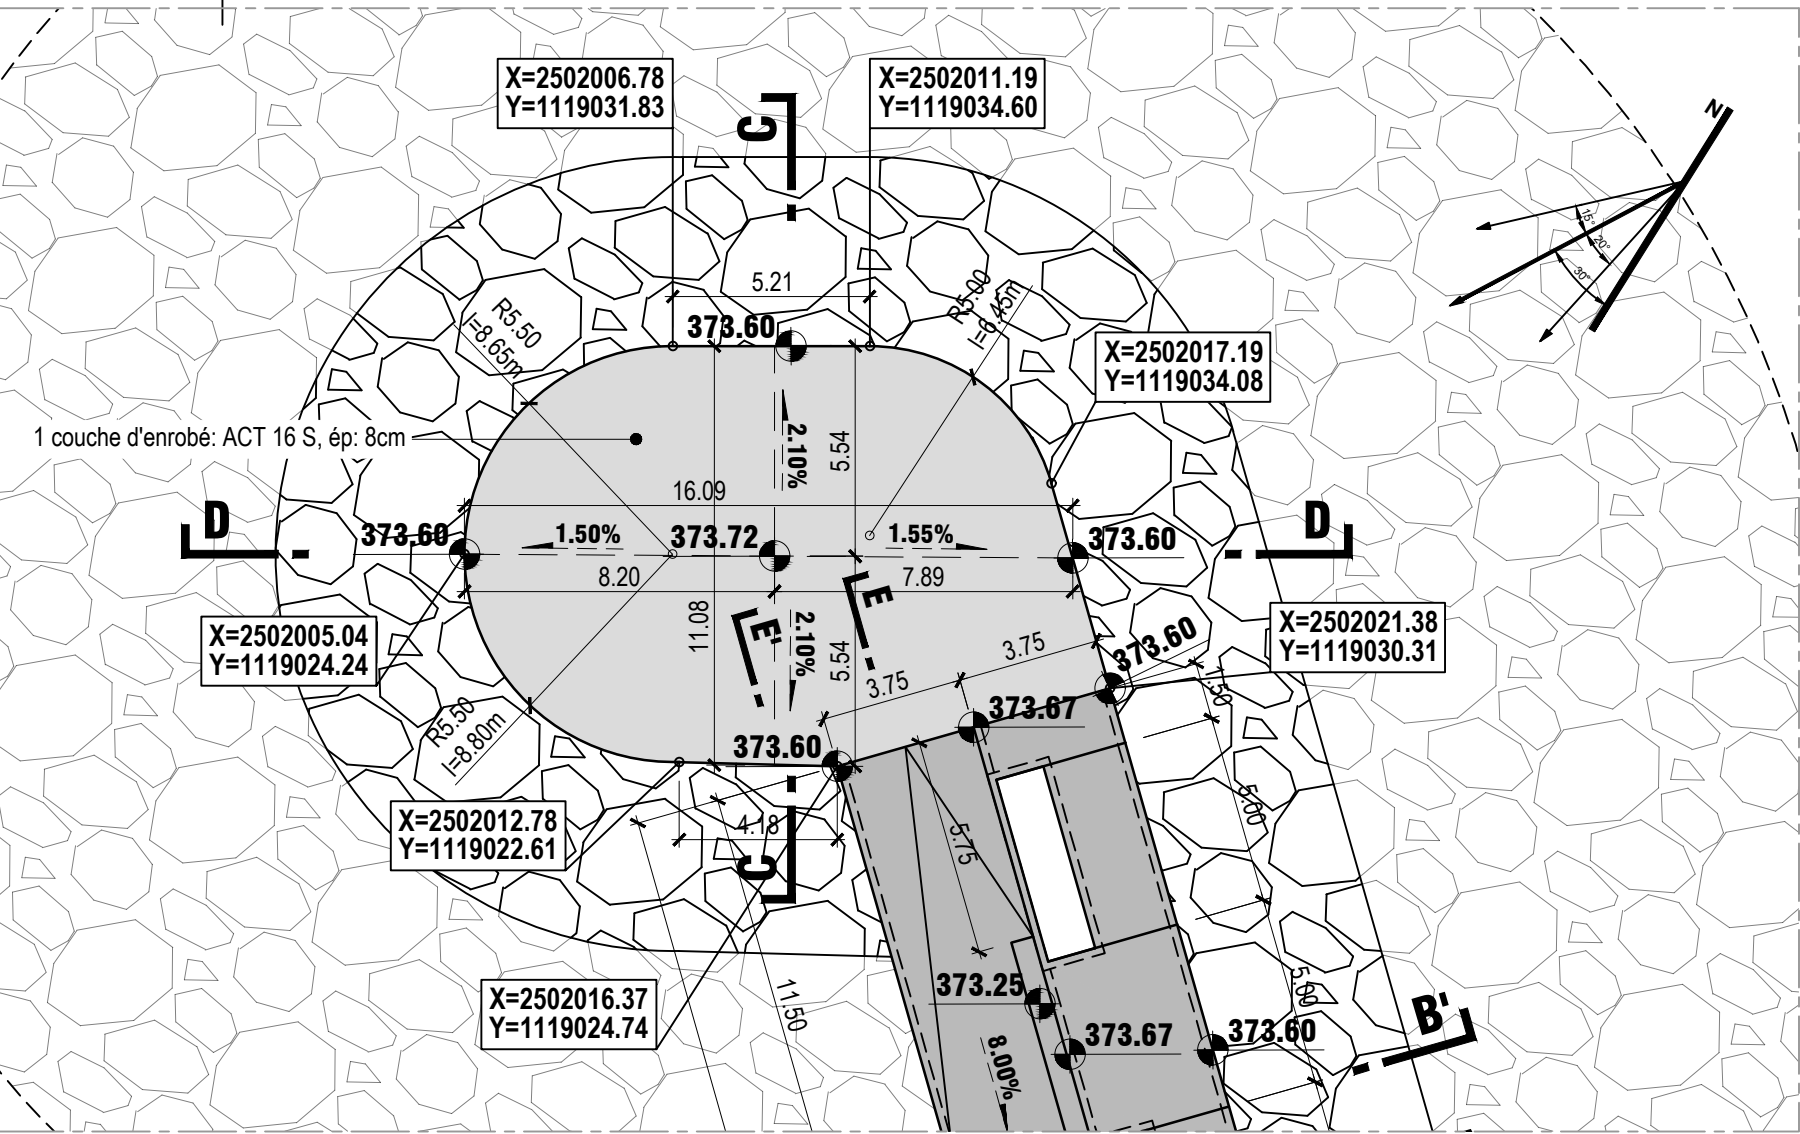 X=2502006.78
Y=1119031.83
X=2502011.19
Y=1119034.60
C
N
15°
20°
30°
5.21
R5.00
l=6.45m
R5.50
l=8.65m
373.60
X=2502017.19
Y=1119034.08
1 couche d'enrobé: ACT 16 S, ép: 8cm
2.10%
5.54
16.09
D
D
373.60
1.50%
373.72
1.55%
373.60
8.20
7.89
E
E'
11.08
2.10%
5.54
X=2502005.04
Y=1119024.24
X=2502021.38
Y=1119030.31
373.60
3.75
3.75
1.50
373.67
R5.50
l=8.80m
373.60
X=2502012.78
Y=1119022.61
4.18
5.75
5.00
C
X=2502016.37
Y=1119024.74
11.50
373.25
5.00
B'
373.67
373.60
8.00%